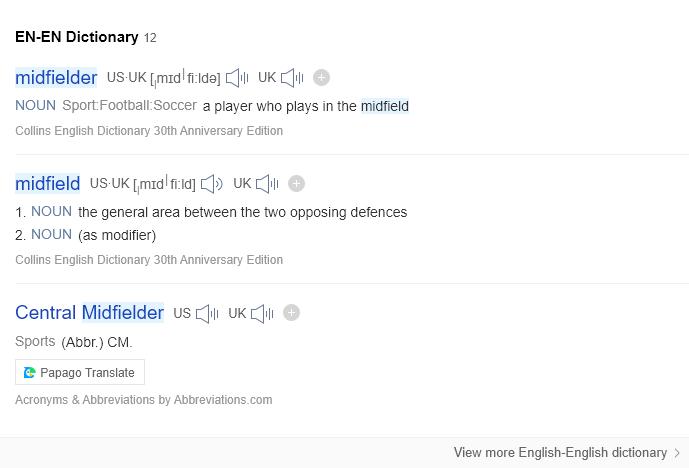 EN-EN Dictionary 12
midfielder US·UK [ˌmɪdˈfiːldə] UK
NOUN Sport:Football:Soccer a player who plays in the midfield
Collins English Dictionary 30th Anniversary Edition
midfield US·UK [ˌmɪdˈfiːld] UK
1. NOUN the general area between the two opposing defences
2. NOUN (as modifier)
Collins English Dictionary 30th Anniversary Edition
Central Midfielder US UK
Sports (Abbr.) CM.
Papago Translate
Acronyms & Abbreviations by Abbreviations.com
View more English-English dictionary